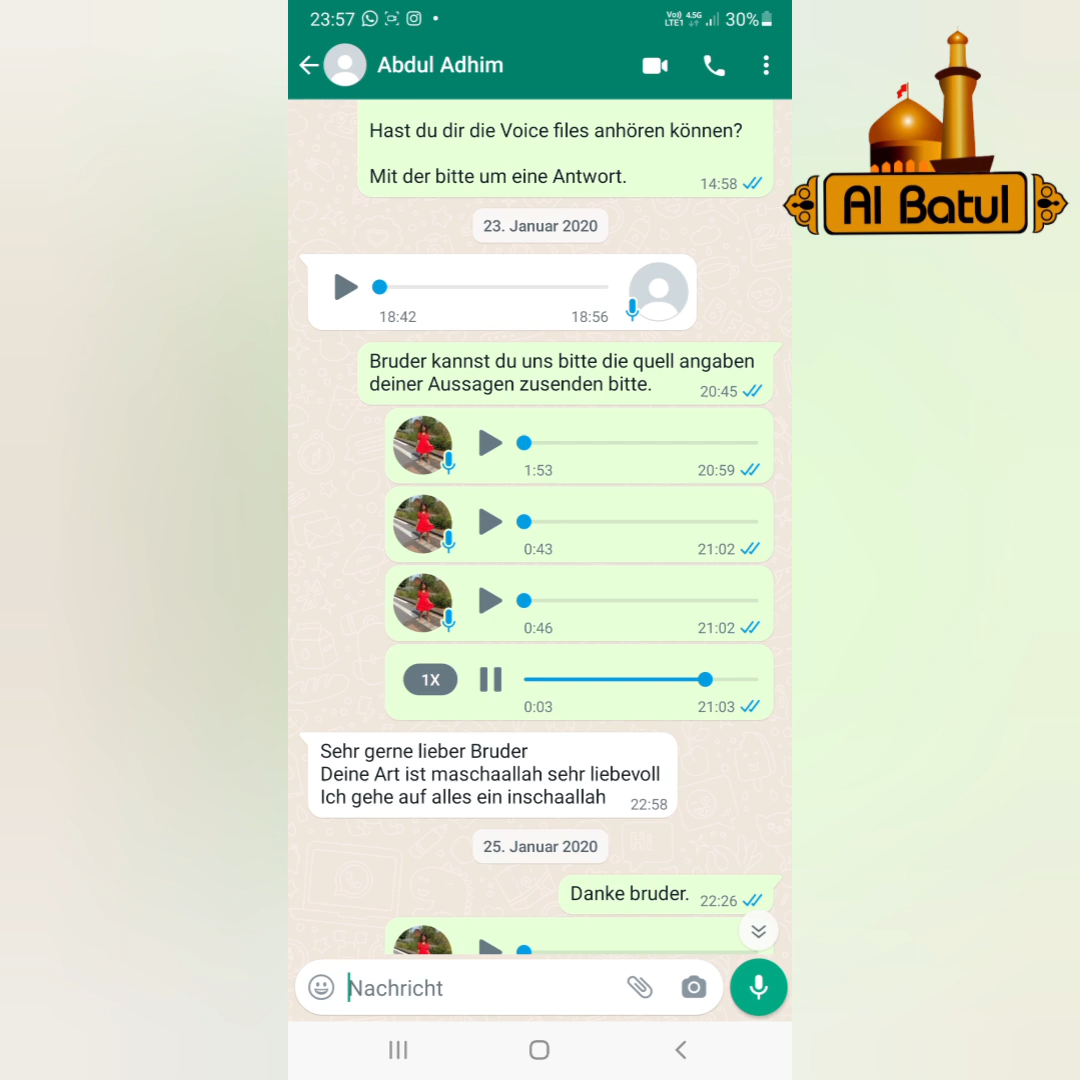 23:57
Vo)) 4.5G
LTE1
30%
Abdul Adhim
Al Batul
Hast du dir die Voice files anhören können?
Mit der bitte um eine Antwort.
14:58
23. Januar 2020
18:42
18:56
Bruder kannst du uns bitte die quell angaben
deiner Aussagen zusenden bitte.
20:45
1:53
20:59
0:43
21:02
0:46
21:02
1X
0:03
21:03
Sehr gerne lieber Bruder
Deine Art ist maschaallah sehr liebevoll
Ich gehe auf alles ein inschaallah
22:58
25. Januar 2020
Danke bruder.
22:26
Nachricht